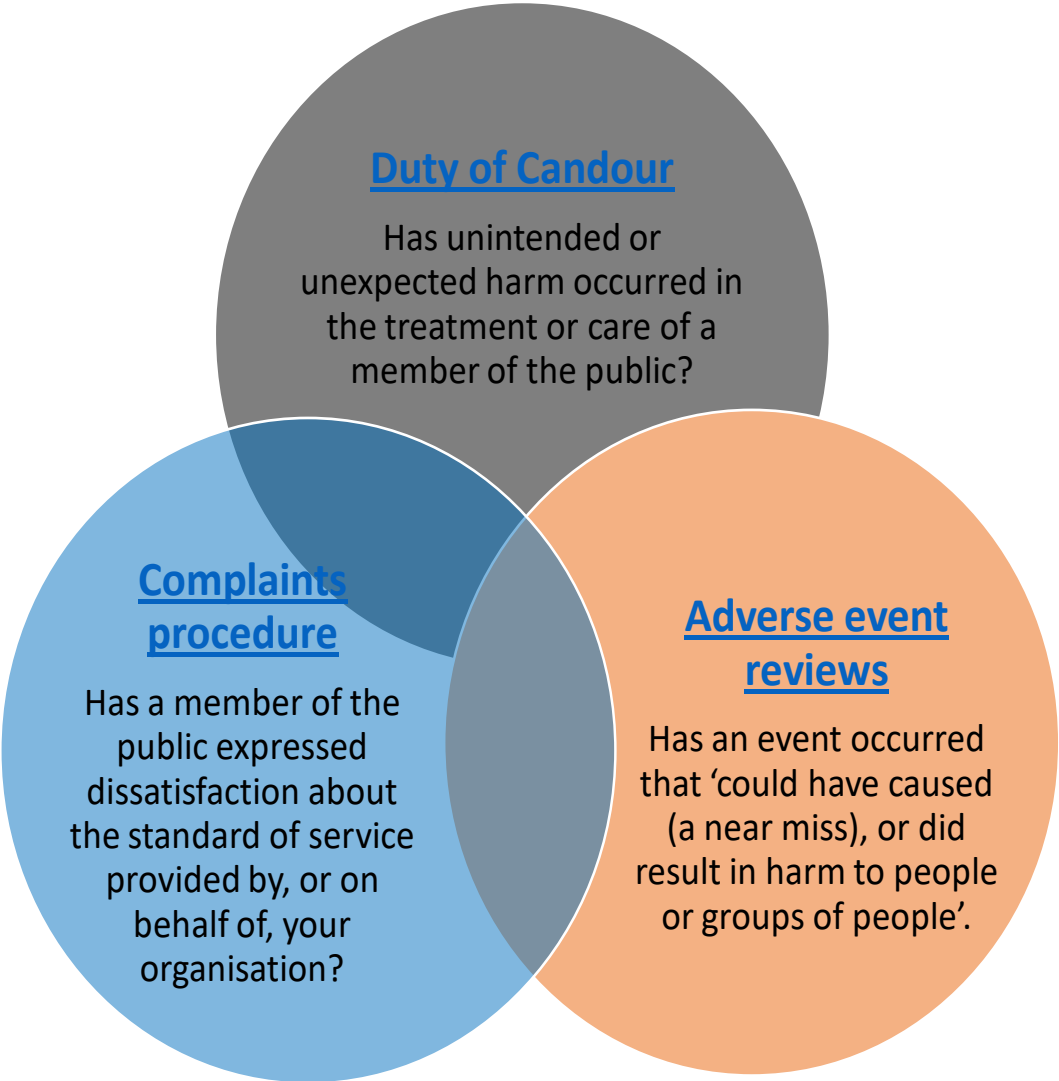 Duty of Candour
Has unintended or
unexpected harm occurred in
the treatment or care of a
member of the public?
Complaints
procedure
Has a member of the
public expressed
dissatisfaction about
the standard of service
provided by, or on
behalf of, your
organisation?
Adverse event
reviews
Has an event occurred
that ‘could have caused
(a near miss), or did
result in harm to people
or groups of people’.